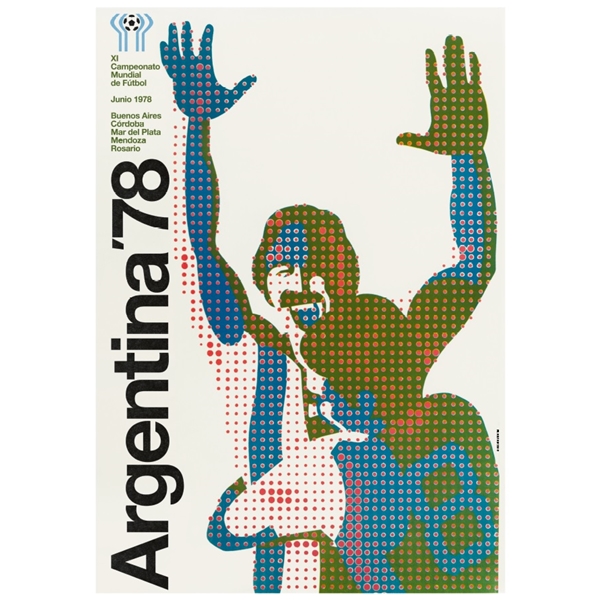 XI
Campeonato
Mundial
de Fútbol
Junio 1978
Buenos Aires
Córdoba
Mar del Plata
Mendoza
Rosario
Argentina'78